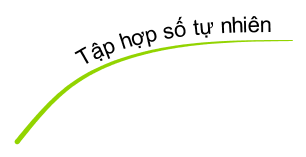 Tập hợp số tự nhiên